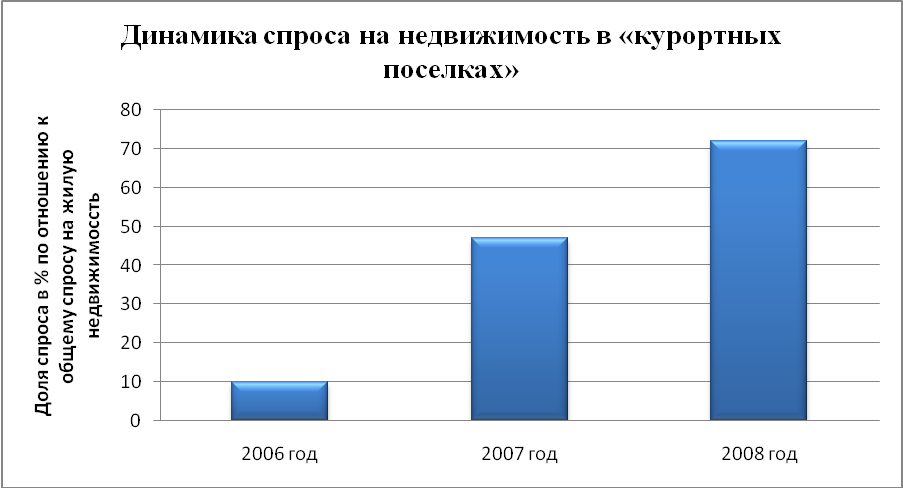 Динамика спроса на недвижимость в «курортных
поселках»
Доля спроса в % по отношению к
общему спросу на жилую
недвижимоссть
80
70
60
50
40
30
20
10
0
2006 год
2007 год
2008 год